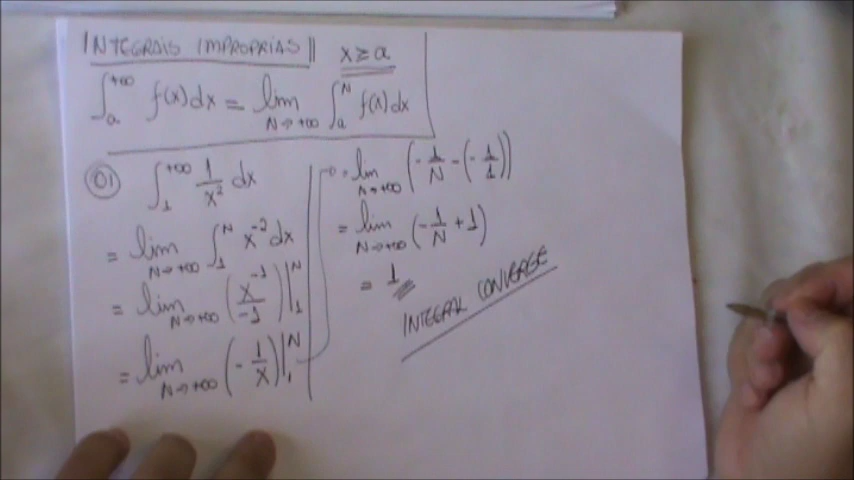 INTEGRAIS IMPROPRIAS x≥a
∫_a^{+∞} f(x)dx = lim_{N→+∞} ∫_a^N f(x)dx
01 ∫_1^{+∞} 1/x² dx
= lim_{N→+∞} ∫_1^N x^{-2} dx
= lim_{N→+∞} (x^{-1}/-1)|_1^N
= lim_{N→+∞} (-1/x)|_1^N
= lim_{N→+∞} (-1/N - (-1/1))
= lim_{N→+∞} (-1/N + 1)
= 1
INTEGRAL CONVERGE